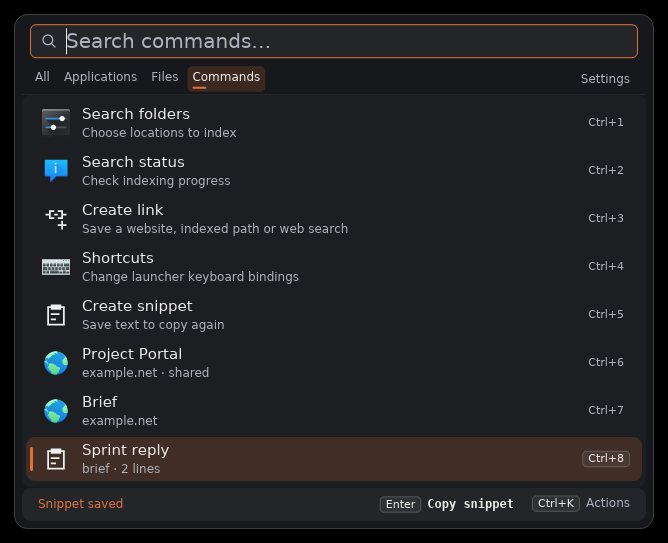 Search commands...
All Applications Files Commands Settings
Search folders
Choose locations to index
Ctrl+1
Search status
Check indexing progress
Ctrl+2
Create link
Save a website, indexed path or web search
Ctrl+3
Shortcuts
Change launcher keyboard bindings
Ctrl+4
Create snippet
Save text to copy again
Ctrl+5
Project Portal
example.net · shared
Ctrl+6
Brief
example.net
Ctrl+7
Sprint reply
brief · 2 lines
Ctrl+8
Snippet saved Enter Copy snippet Ctrl+K Actions